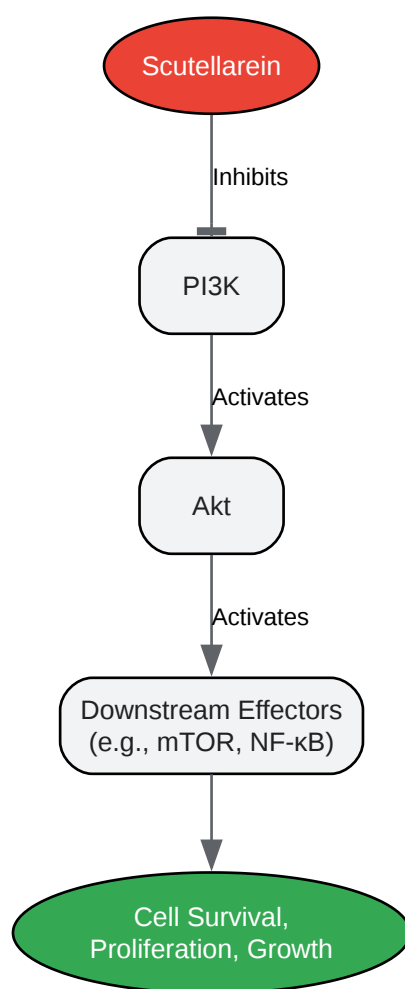 Scutellarein
Inhibits
PI3K
Activates
Akt
Activates
Downstream Effectors
(e.g., mTOR, NF-κB)
Cell Survival,
Proliferation, Growth